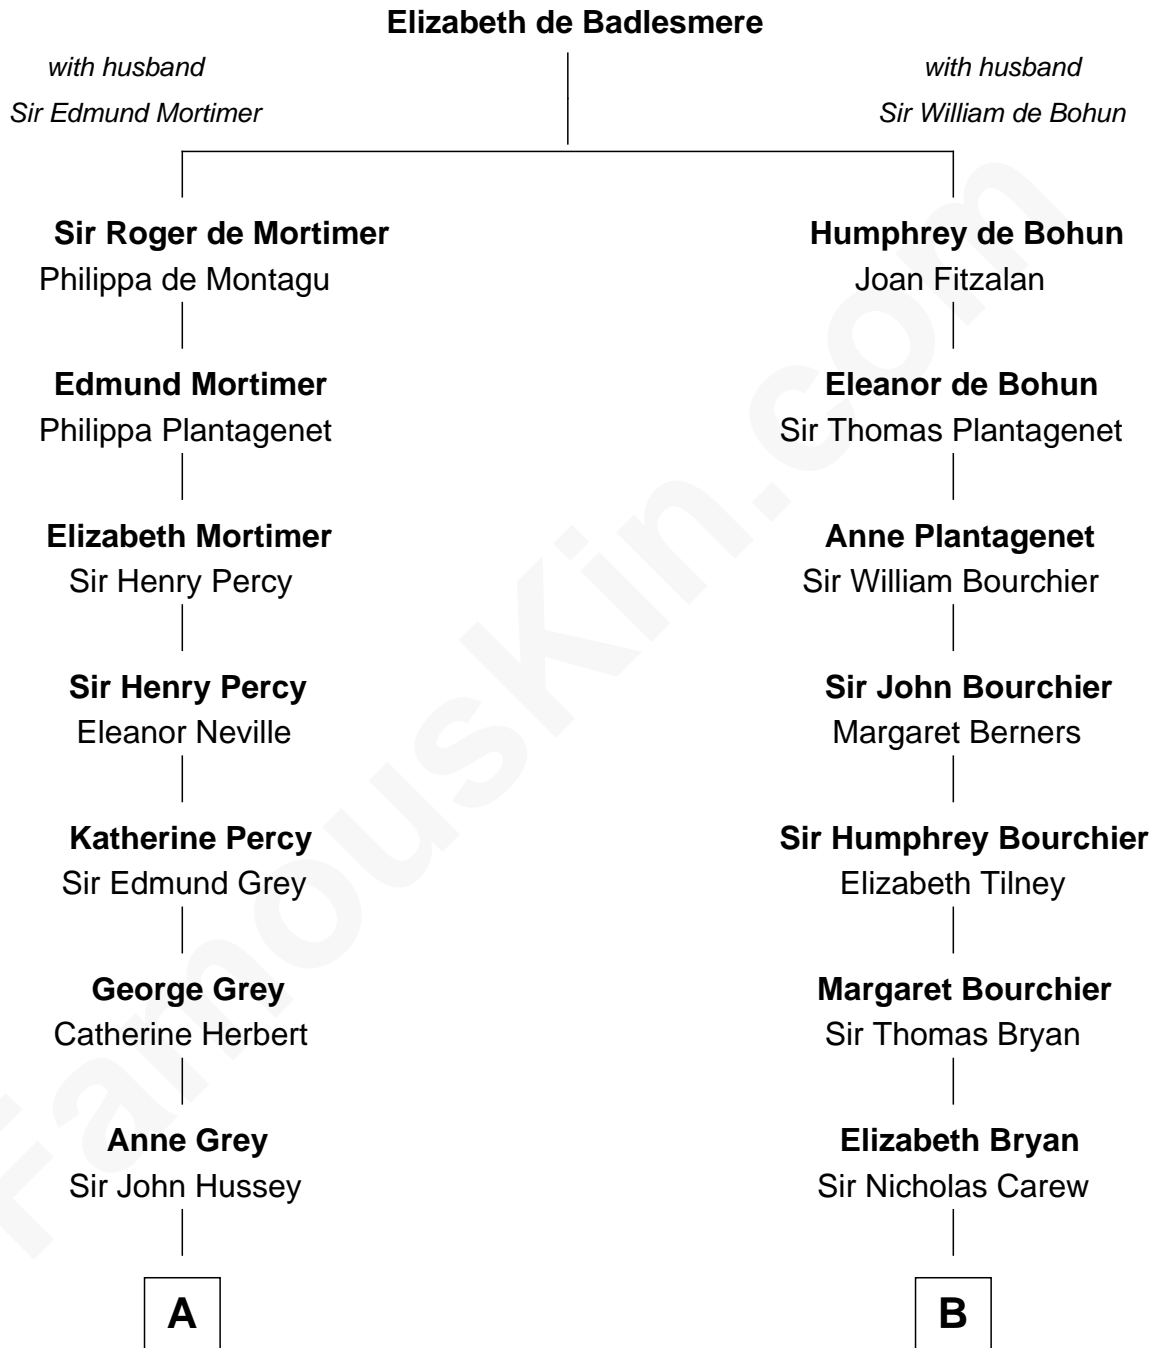 Elizabeth de Badlesmere
with husband
Sir Edmund Mortimer
with husband
Sir William de Bohun
Sir Roger de Mortimer
Philippa de Montagu
Humphrey de Bohun
Joan Fitzalan
Edmund Mortimer
Philippa Plantagenet
Eleanor de Bohun
Sir Thomas Plantagenet
Elizabeth Mortimer
Sir Henry Percy
Anne Plantagenet
Sir William Bourchier
Sir Henry Percy
Eleanor Neville
Sir John Bourchier
Margaret Berners
Katherine Percy
Sir Edmund Grey
Sir Humphrey Bourchier
Elizabeth Tilney
George Grey
Catherine Herbert
Margaret Bourchier
Sir Thomas Bryan
Anne Grey
Sir John Hussey
Elizabeth Bryan
Sir Nicholas Carew
A
B
FamousKin.com